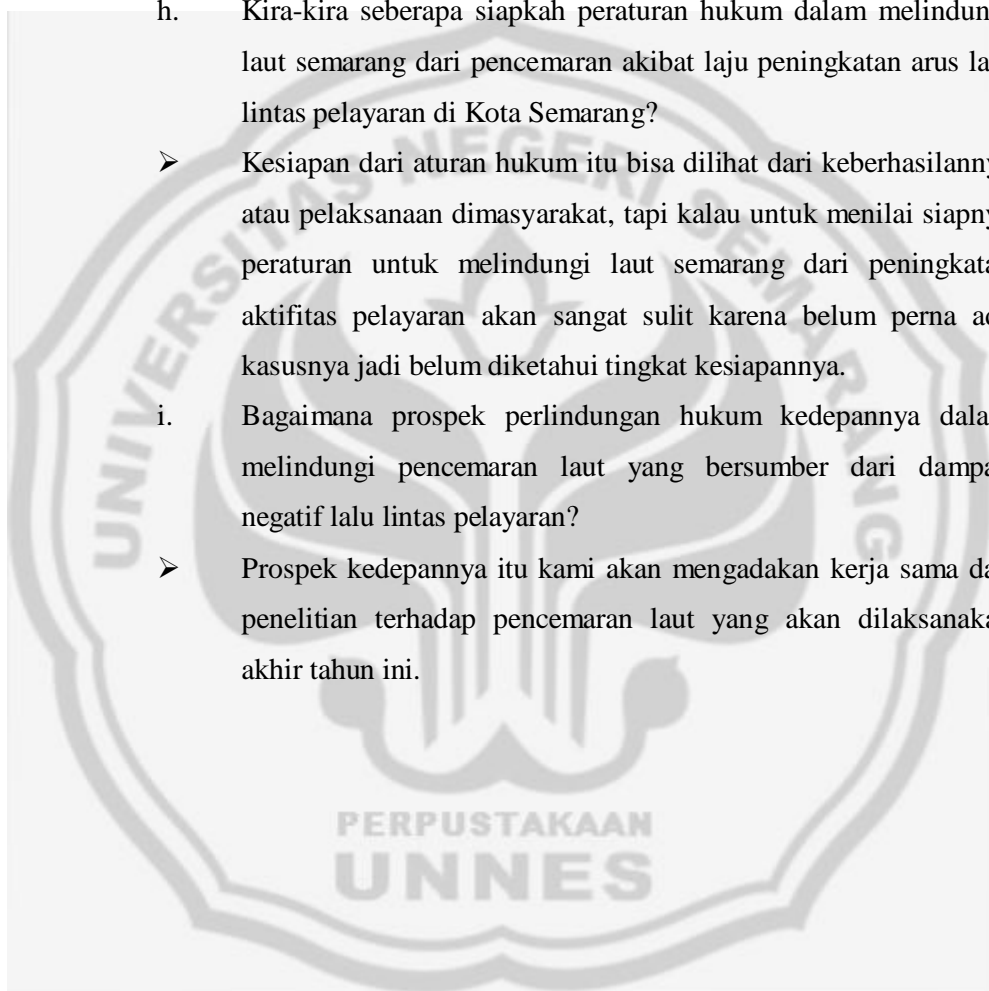 h. Kira-kira seberapa siapkah peraturan hukum dalam melindun
laut semarang dari pencemaran akibat laju peningkatan arus la
lintas pelayaran di Kota Semarang?
➢ Kesiapan dari aturan hukum itu bisa dilihat dari keberhasilanny
atau pelaksanaan dimasyarakat, tapi kalau untuk menilai siapny
peraturan untuk melindungi laut semarang dari peningkata
aktifitas pelayaran akan sangat sulit karena belum perna ad
kasusnya jadi belum diketahui tingkat kesiapannya.
i. Bagaimana prospek perlindungan hukum kedepannya dala
melindungi pencemaran laut yang bersumber dari dampa
negatif lalu lintas pelayaran?
➢ Prospek kedepannya itu kami akan mengadakan kerja sama da
penelitian terhadap pencemaran laut yang akan dilaksanaka
akhir tahun ini.
UNIVERSITAS NEGERI SEMARANG
PERPUSTAKAAN
UNNES